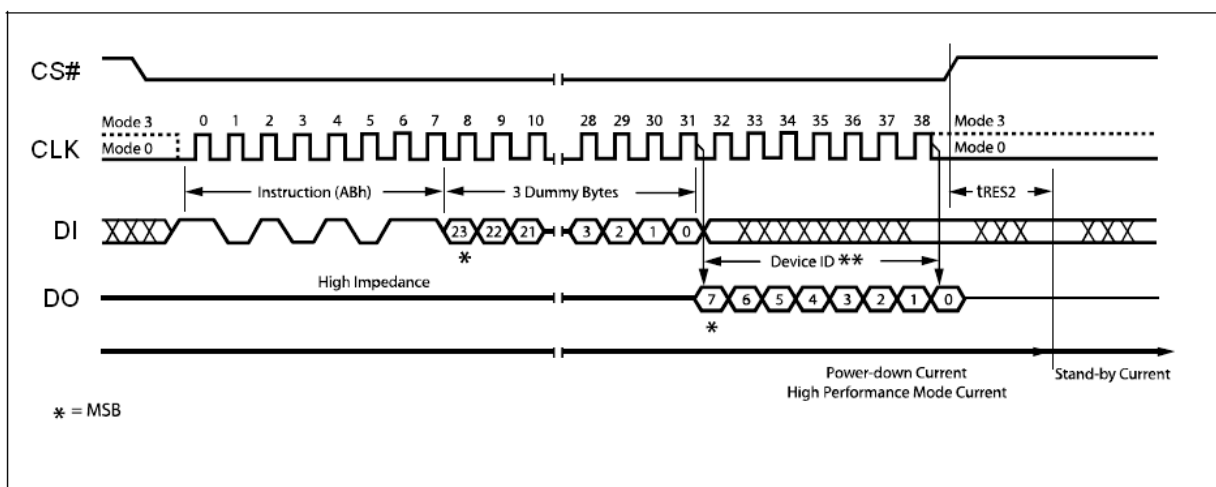 CS#
Mode 3 0 1 2 3 4 5 6 7 8 9 10 28 29 30 31 32 33 34 35 36 37 38 Mode 3
CLK Mode 0 Mode 0
Instruction (ABh) 3 Dummy Bytes tRES2
DI 23 22 21 3 2 1 0
* Device ID **
High Impedance
DO 7 6 5 4 3 2 1 0
*
Power-down Current Stand-by Current
High Performance Mode Current
* = MSB